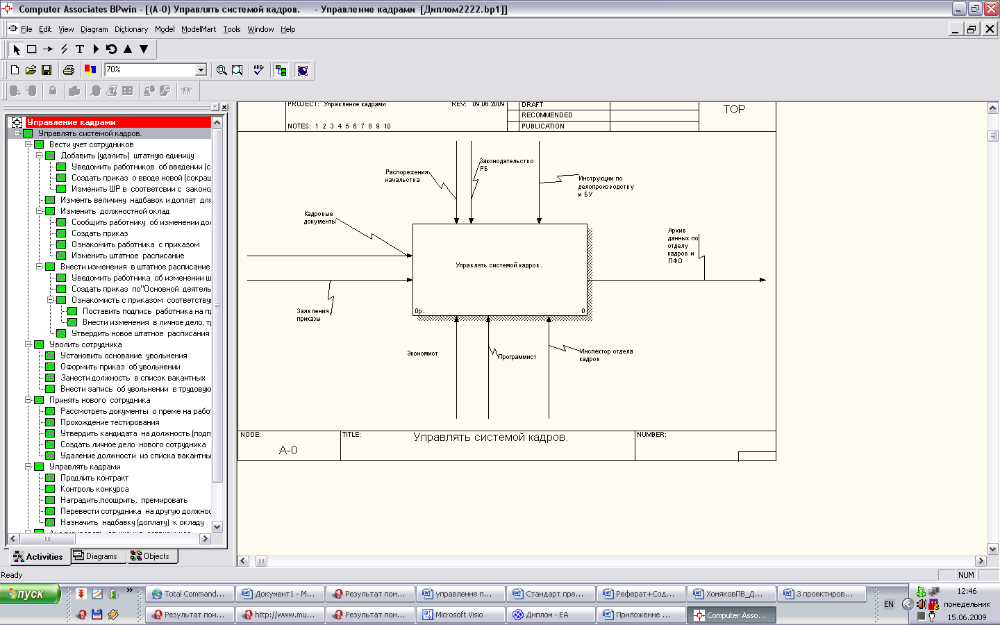 Computer Associates BPwin - [(A-0) Управлять системой кадров.     - Управление кадрами  [Диплом2222.bp1]]
File Edit View Diagram Dictionary Model ModelMart Tools Window Help
70%
Управление кадрами
Управлять системой кадров.
Вести учет сотрудников
Добавить (удалить) штатную единицу
Уведомить работников об введении (с
Создать приказ о вводе новой (сокращ
Изменить ШР в соответсвии с законод
Изменть величину надбавок и доплат для
Изменить должностной оклад
Сообщить работнику об изменении дол
Создать приказ
Ознакомить работника с приказом
Изменить штатное расписание
Внести изменения в штатное расписание
Уведомить работника об изменении ш
Создать приказ по"Основной деятель
Ознакомисть с приказом соответству
Поставить подпись работника на пр
Внести изменения в личное дело, тр
Утвердить новое штатное расписания
Уволить сотрудника
Установить основание увольнения
Оформить приказ об увольнении
Занести должность в список вакантных
Внести запись об увольнении в трудовую
Принять нового сотрудника
Рассмотреть документы о преме на рабо
Прохождение тестирования
Утвердить кандидата на должность (подп
Создать личное дело нового сотрудника
Удаление должности из списка вакантны
Управлять кадрами
Продлить контракт
Контроль конкурса
Наградить,поощрить, премировать
Перевести сотрудника на другую должнос
Назначить надбавку (доплату) к окладу
Activities Diagrams Objects
PROJECT: Управление кадрами REV: 09.06.2009
NOTES: 1 2 3 4 5 6 7 8 9 10
DRAFT
RECOMMENDED
PUBLICATION
TOP
Распорежения
начальства
Законодательство
РБ
Инструкции по
делопроизводству
и БУ
Кадровые
документы
Архив
данных по
отделу
кадров и
ПФО
Управлять системой кадров.
0р. 0
Заявления,
приказы
Экономист
Программист
Инспектор отдела
кадров
NODE: TITLE: NUMBER:
A-0
Управлять системой кадров.
Ready
NUM
пуск
Total Command...
Документ1 - M...
Результат пои...
управление п...
Стандарт пре...
Реферат+Сод...
ХомяковПВ_Д...
3 проектиров...
Результат пои...
http://www.mu...
Результат пои...
Microsoft Visio
Диплом - EA
Приложение ...
Computer Asso...
EN
12:46
понедельник
15.06.2009